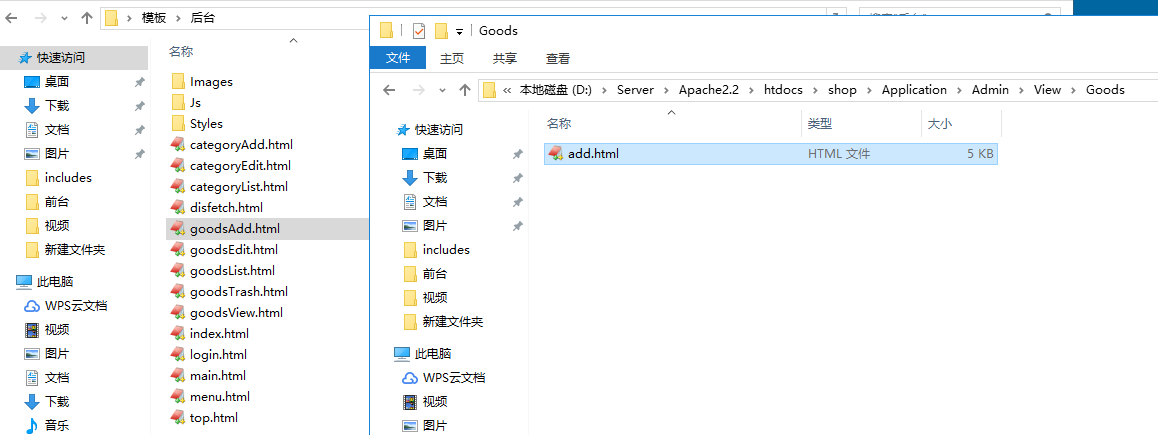 模板 › 后台
快速访问
桌面
下载
文档
图片
includes
前台
视频
新建文件夹
此电脑
WPS云文档
视频
图片
文档
下载
音乐
名称
Images
Js
Styles
categoryAdd.html
categoryEdit.html
categoryList.html
disfetch.html
goodsAdd.html
goodsEdit.html
goodsList.html
goodsTrash.html
goodsView.html
index.html
login.html
main.html
menu.html
top.html
Goods
文件 主页 共享 查看
« 本地磁盘 (D:) › Server › Apache2.2 › htdocs › shop › Application › Admin › View › Goods
快速访问
桌面
下载
文档
图片
includes
前台
视频
新建文件夹
此电脑
WPS云文档
视频
图片
名称 类型 大小
add.html HTML 文件 5 KB